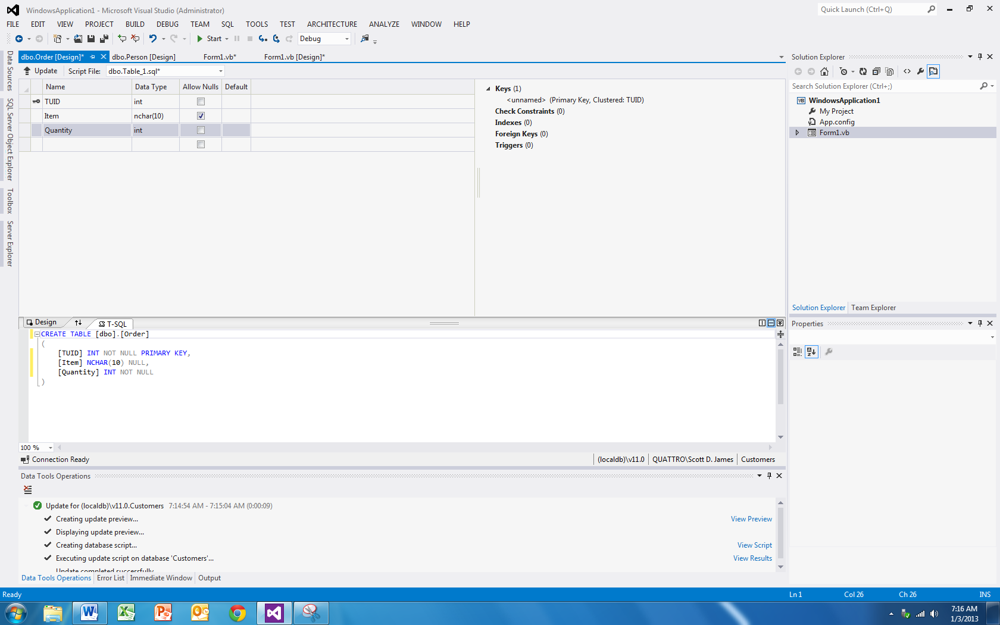 WindowsApplication1 - Microsoft Visual Studio (Administrator)
Quick Launch (Ctrl+Q)
FILE EDIT VIEW PROJECT BUILD DEBUG TEAM SQL TOOLS TEST ARCHITECTURE ANALYZE WINDOW HELP
Start Debug
dbo.Order [Design]* dbo.Person [Design] Form1.vb* Form1.vb [Design]*
Update Script File: dbo.Table_1.sql*
Data Sources
SQL Server Object Explorer
Toolbox
Server Explorer
Name Data Type Allow Nulls Default
TUID int
Item nchar(10)
Quantity int
Keys (1)
<unnamed> (Primary Key, Clustered: TUID)
Check Constraints (0)
Indexes (0)
Foreign Keys (0)
Triggers (0)
Design T-SQL
CREATE TABLE [dbo].[Order]
(
[TUID] INT NOT NULL PRIMARY KEY,
[Item] NCHAR(10) NULL,
[Quantity] INT NOT NULL
)
100 %
Connection Ready (localdb)\v11.0 QUATTRO\Scott D. James Customers
Data Tools Operations
Update for (localdb)\v11.0.Customers 7:14:54 AM - 7:15:04 AM (0:00:09)
Creating update preview... View Preview
Displaying update preview...
Creating database script... View Script
Executing update script on database 'Customers'... View Results
Update completed successfully
Data Tools Operations Error List Immediate Window Output
Solution Explorer
Search Solution Explorer (Ctrl+;)
VB WindowsApplication1
My Project
App.config
Form1.vb
Solution Explorer Team Explorer
Properties
Ready Ln 1 Col 26 Ch 26 INS
7:16 AM
1/3/2013